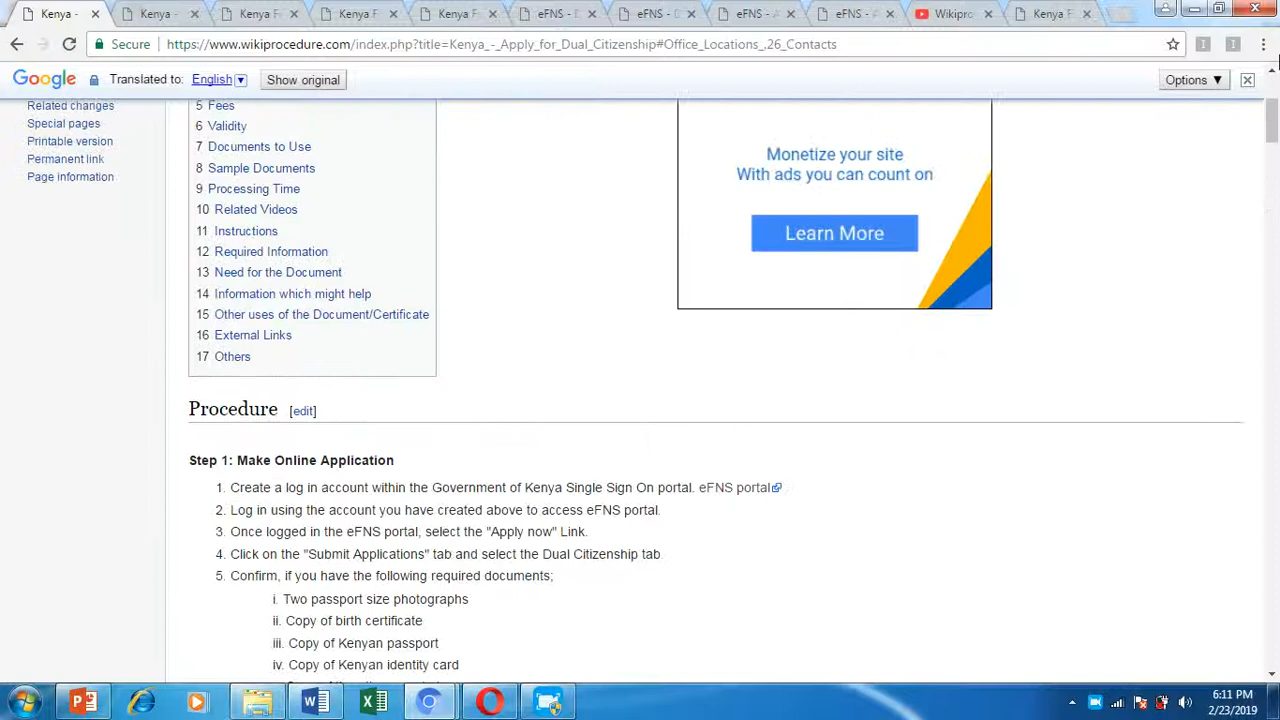 Kenya -
Kenya -
Kenya F
Kenya F
Kenya F
eFNS - E
eFNS - D
eFNS - A
eFNS - A
Wikipro
Kenya F
Secure
https://www.wikiprocedure.com/index.php?title=Kenya_-_Apply_for_Dual_Citizenship#Office_Locations_.26_Contacts
Google Translated to: English Show original Options ▼
Related changes
Special pages
Printable version
Permanent link
Page information
5 Fees
6 Validity
7 Documents to Use
8 Sample Documents
9 Processing Time
10 Related Videos
11 Instructions
12 Required Information
13 Need for the Document
14 Information which might help
15 Other uses of the Document/Certificate
16 External Links
17 Others
Monetize your site
With ads you can count on
Learn More
Procedure [edit]
Step 1: Make Online Application
1. Create a log in account within the Government of Kenya Single Sign On portal. eFNS portal
2. Log in using the account you have created above to access eFNS portal.
3. Once logged in the eFNS portal, select the "Apply now" Link.
4. Click on the "Submit Applications" tab and select the Dual Citizenship tab
5. Confirm, if you have the following required documents;
i. Two passport size photographs
ii. Copy of birth certificate
iii. Copy of Kenyan passport
iv. Copy of Kenyan identity card
6:11 PM
2/23/2019